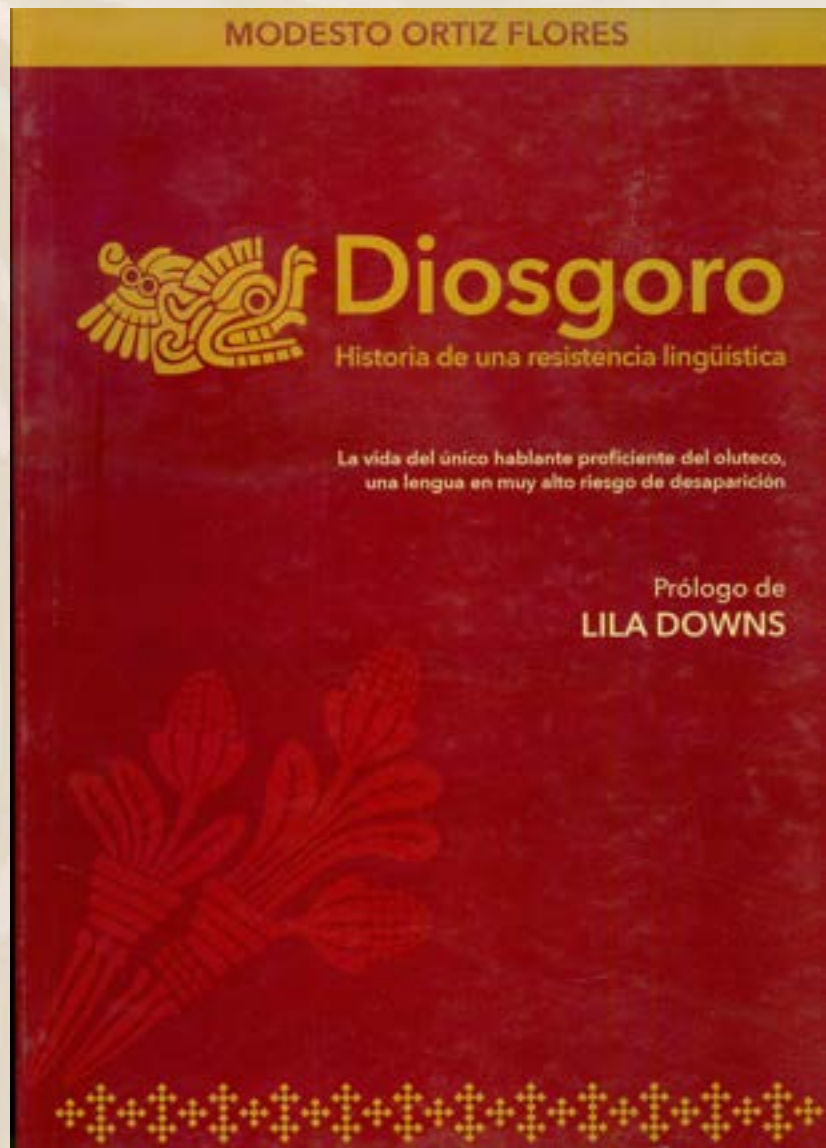 MODESTO ORTIZ FLORES
Diosgoro
Historia de una resistencia lingüística
La vida del único hablante proficiente del oluteco,
una lengua en muy alto riesgo de desaparición
Prólogo de
LILA DOWNS